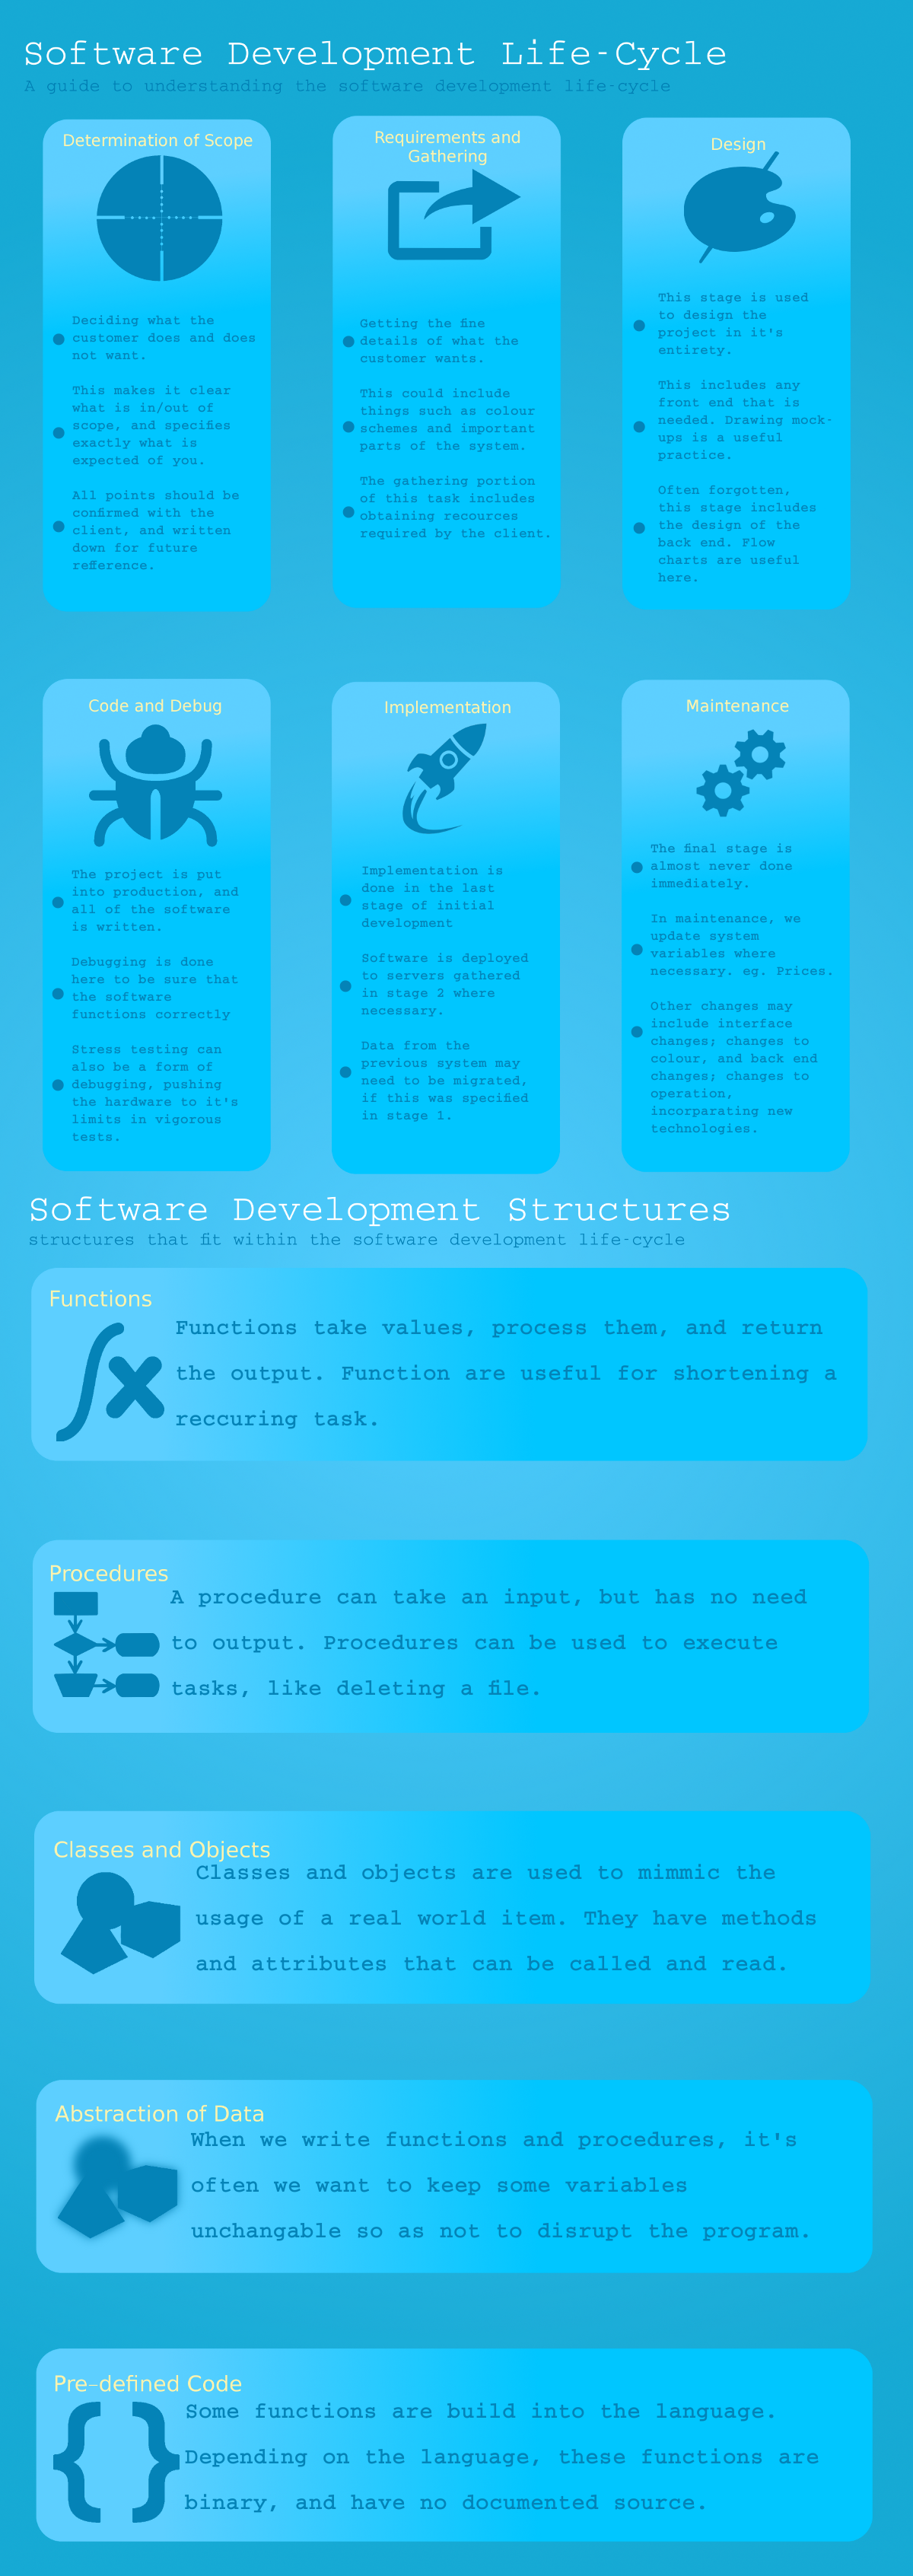 Software Development Life-Cycle
A guide to understanding the software development life-cycle
Determination of Scope
Deciding what the
customer does and does
not want.
This makes it clear
what is in/out of
scope, and specifies
exactly what is
expected of you.
All points should be
confirmed with the
client, and written
down for future
refference.
Requirements and
Gathering
Getting the fine
details of what the
customer wants.
This could include
things such as colour
schemes and important
parts of the system.
The gathering portion
of this task includes
obtaining recources
required by the client.
Design
This stage is used
to design the
project in it's
entirety.
This includes any
front end that is
needed. Drawing mock-
ups is a useful
practice.
Often forgotten,
this stage includes
the design of the
back end. Flow
charts are useful
here.
Code and Debug
The project is put
into production, and
all of the software
is written.
Debugging is done
here to be sure that
the software
functions correctly
Stress testing can
also be a form of
debugging, pushing
the hardware to it's
limits in vigorous
tests.
Implementation
Implementation is
done in the last
stage of initial
development
Software is deployed
to servers gathered
in stage 2 where
necessary.
Data from the
previous system may
need to be migrated,
if this was specified
in stage 1.
Maintenance
The final stage is
almost never done
immediately.
In maintenance, we
update system
variables where
necessary. eg. Prices.
Other changes may
include interface
changes; changes to
colour, and back end
changes; changes to
operation,
incorparating new
technologies.
Software Development Structures
structures that fit within the software development life-cycle
Functions
Functions take values, process them, and return
the output. Function are useful for shortening a
reccuring task.
Procedures
A procedure can take an input, but has no need
to output. Procedures can be used to execute
tasks, like deleting a file.
Classes and Objects
Classes and objects are used to mimmic the
usage of a real world item. They have methods
and attributes that can be called and read.
Abstraction of Data
When we write functions and procedures, it's
often we want to keep some variables
unchangable so as not to disrupt the program.
Pre-defined Code
Some functions are build into the language.
Depending on the language, these functions are
binary, and have no documented source.